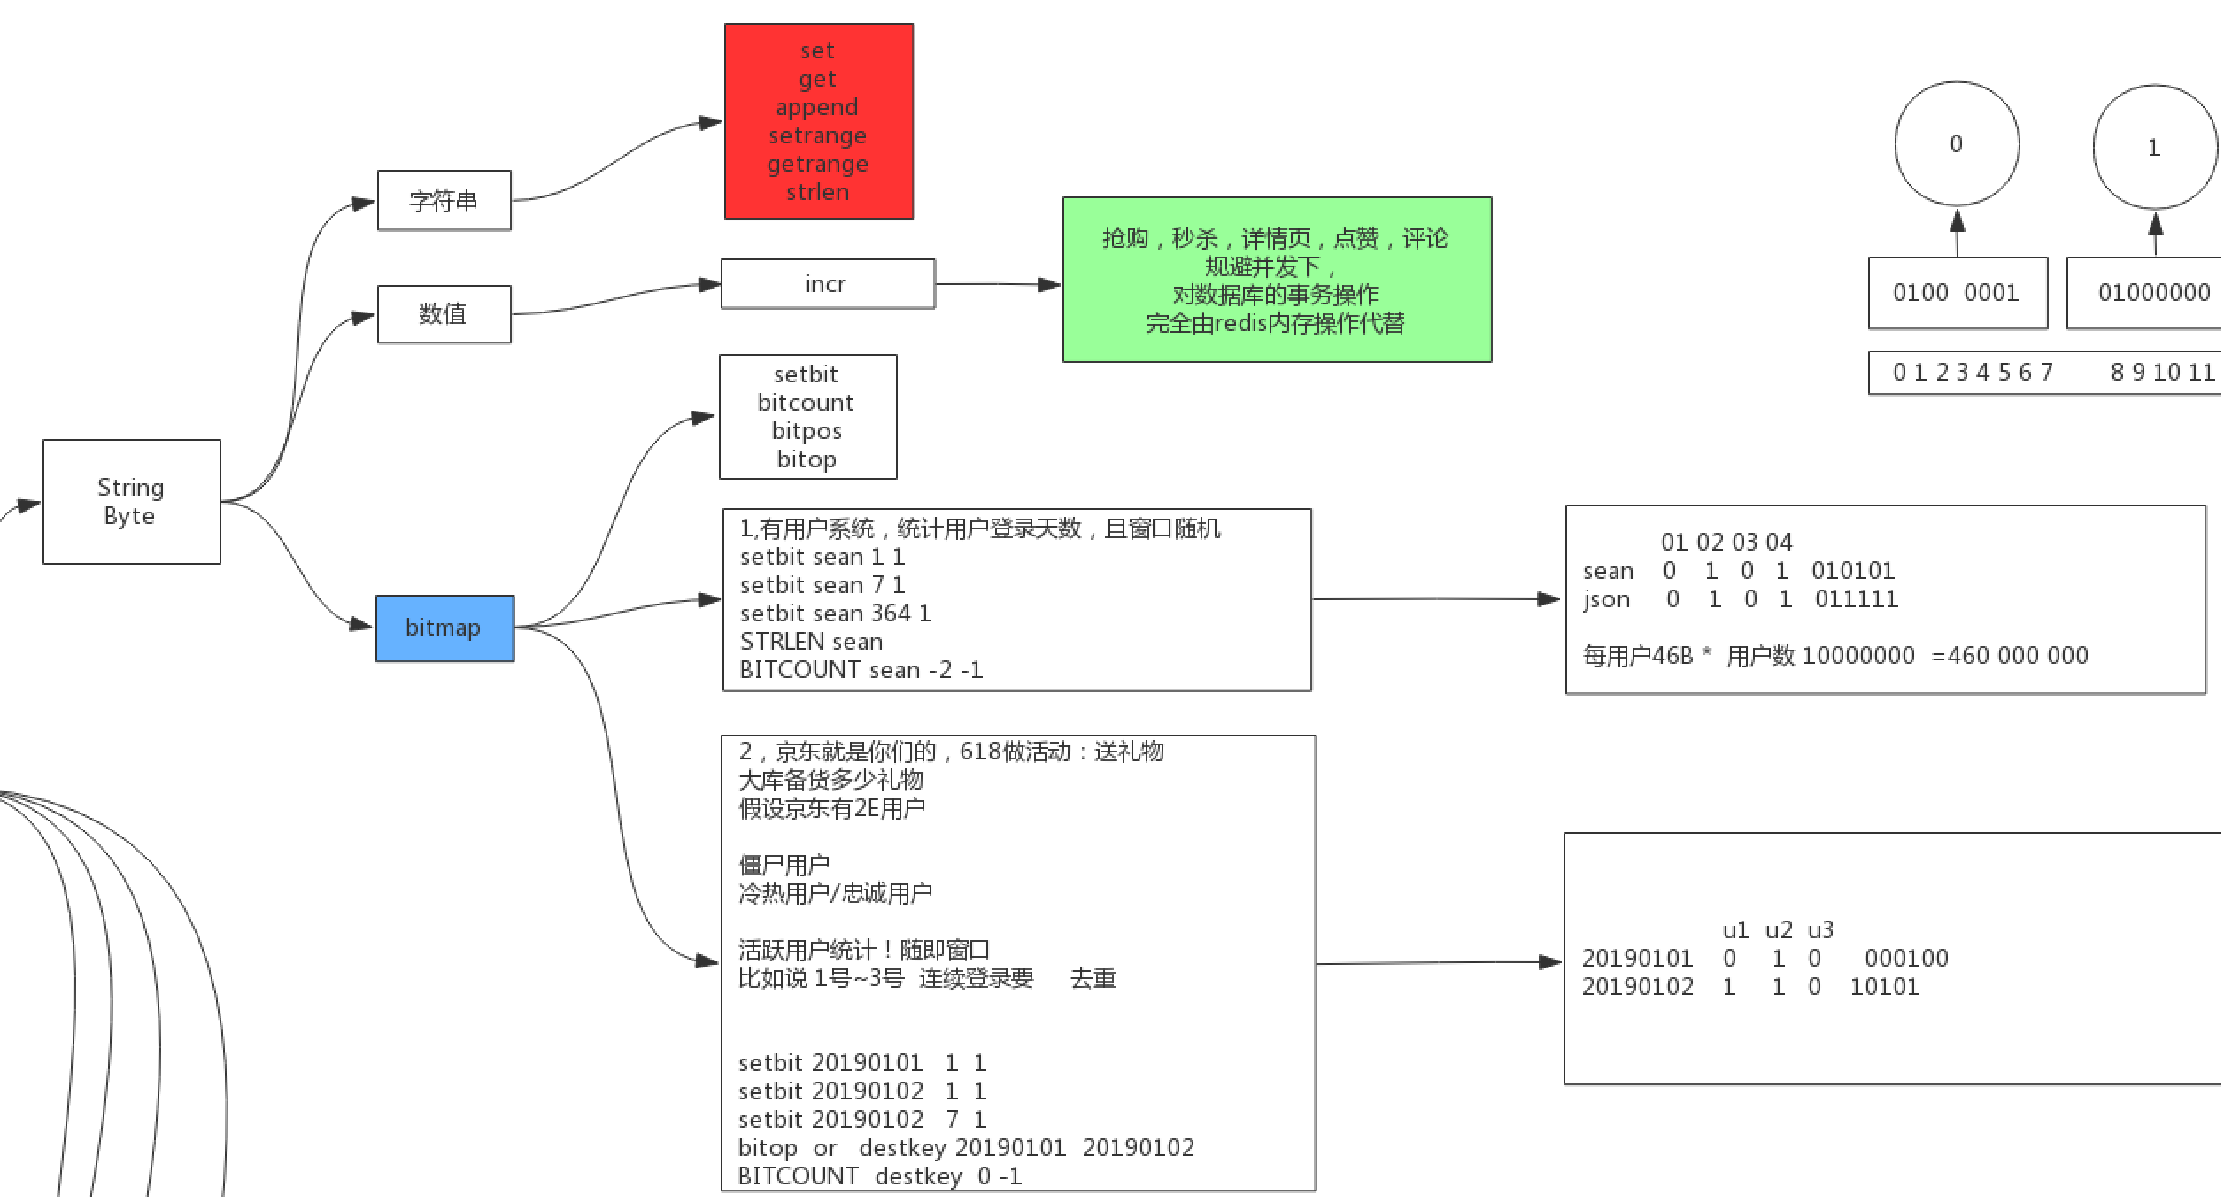 String
Byte
字符串
数值
bitmap
set
get
append
setrange
getrange
strlen
incr
抢购，秒杀，详情页，点赞，评论
规避并发下，
对数据库的事务操作
完全由redis内存操作代替
setbit
bitcount
bitpos
bitop
1,有用户系统，统计用户登录天数，且窗口随机
setbit sean 1 1
setbit sean 7 1
setbit sean 364 1
STRLEN sean
BITCOUNT sean -2 -1
01 02 03 04
sean 0 1 0 1 010101
json 0 1 0 1 011111
每用户46B * 用户数 10000000 =460 000 000
2，京东就是你们的，618做活动：送礼物
大库备货多少礼物
假设京东有2E用户
僵尸用户
冷热用户/忠诚用户
活跃用户统计！随即窗口
比如说 1号~3号 连续登录要 去重
setbit 20190101 1 1
setbit 20190102 1 1
setbit 20190102 7 1
bitop or destkey 20190101 20190102
BITCOUNT destkey 0 -1
u1 u2 u3
20190101 0 1 0 000100
20190102 1 1 0 10101
0
1
0100 0001
01000000
0 1 2 3 4 5 6 7 8 9 10 11